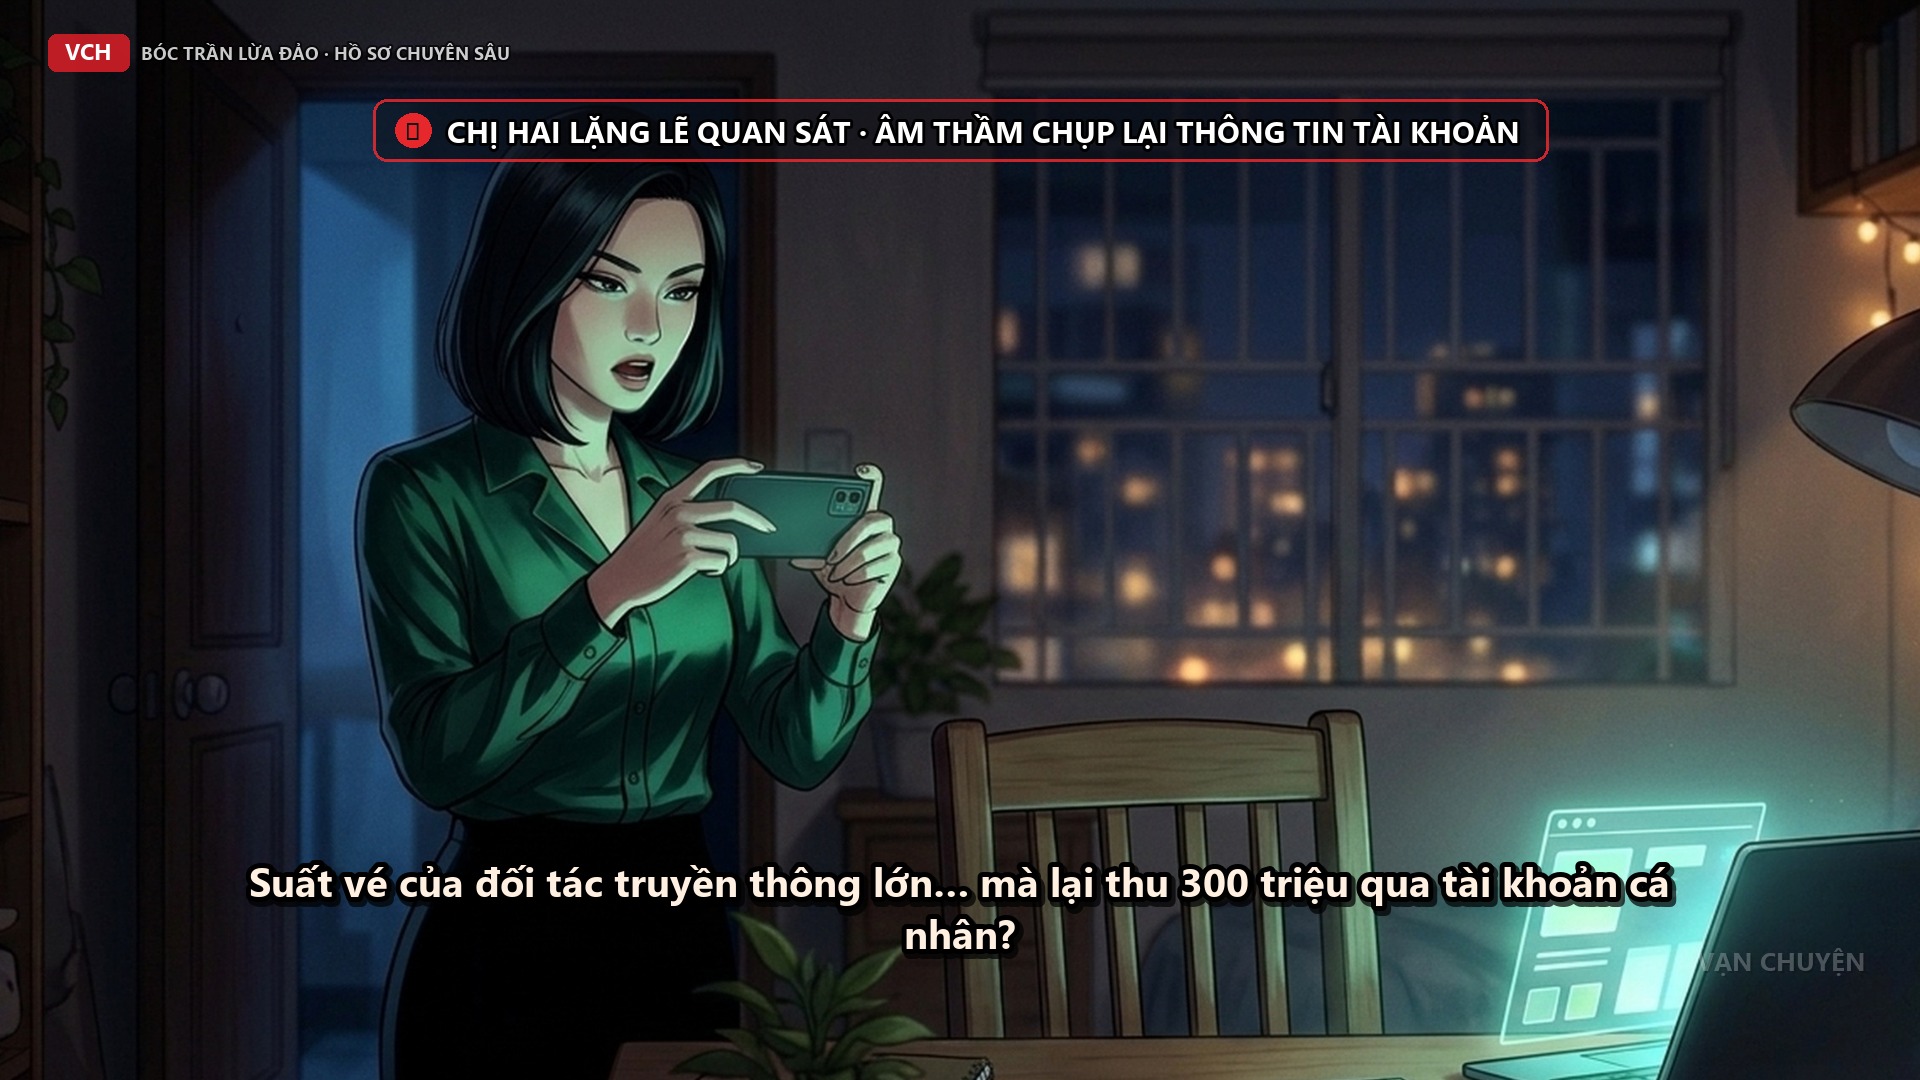 VCH BÓC TRẦN LỪA ĐẢO · HỒ SƠ CHUYÊN SÂU
CHỊ HAI LẶNG LẼ QUAN SÁT · ÂM THẦM CHỤP LẠI THÔNG TIN TÀI KHOẢN
Suất vé của đối tác truyền thông lớn... mà lại thu 300 triệu qua tài khoản cá
nhân?
VẠN CHUYỆN